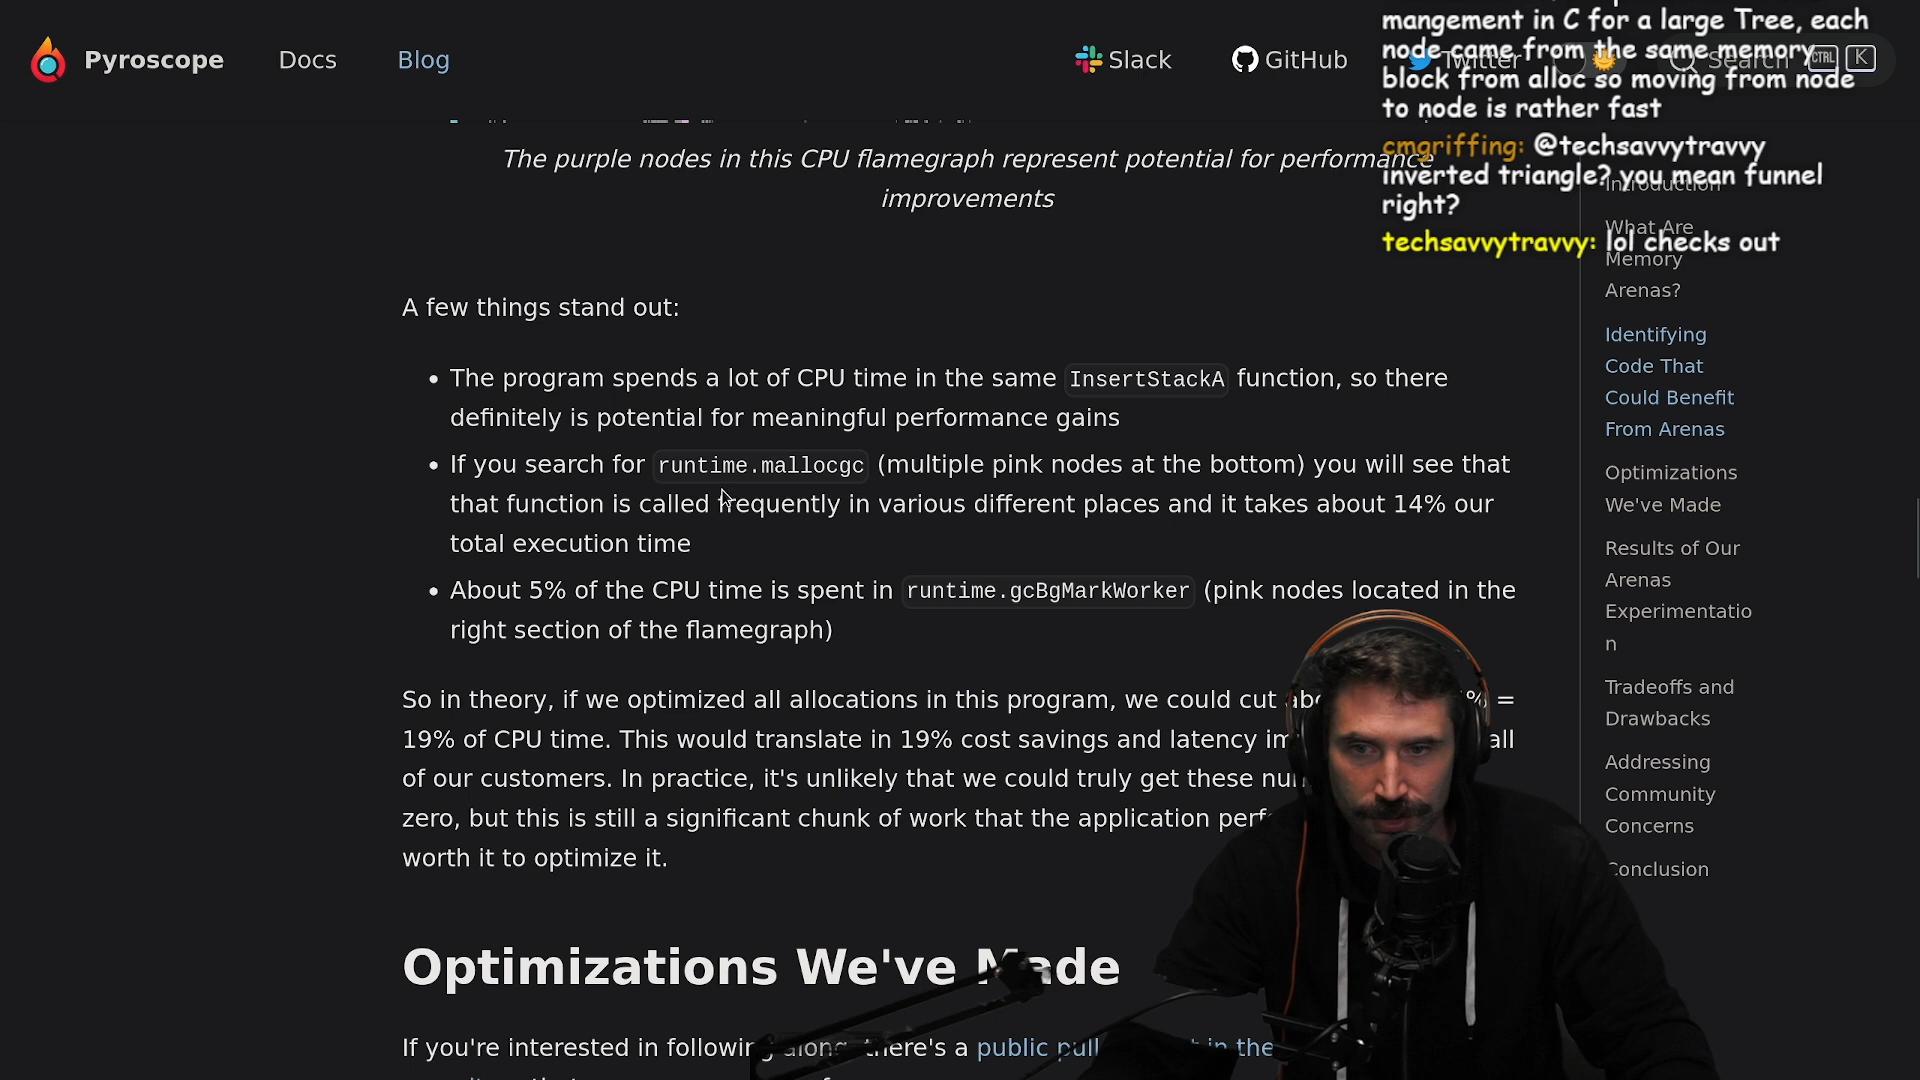 Pyroscope
Docs
Blog
Slack
GitHub
Twitter
Search
CTRL
K
mangement in C for a large Tree, each
node came from the same memory
block from alloc so moving from node
to node is rather fast
cmgriffing: @techsavvytravvy
inverted triangle? you mean funnel
right?
techsavvytravvy: lol checks out
The purple nodes in this CPU flamegraph represent potential for performance
improvements
A few things stand out:
• The program spends a lot of CPU time in the same InsertStackA function, so there
definitely is potential for meaningful performance gains
• If you search for runtime.mallocgc (multiple pink nodes at the bottom) you will see that
that function is called frequently in various different places and it takes about 14% our
total execution time
• About 5% of the CPU time is spent in runtime.gcBgMarkWorker (pink nodes located in the
right section of the flamegraph)
So in theory, if we optimized all allocations in this program, we could cut % =
19% of CPU time. This would translate in 19% cost savings and latency all
of our customers. In practice, it's unlikely that we could truly get these
zero, but this is still a significant chunk of work that the application
worth it to optimize it.
Optimizations We've Made
If you're interested in following along, there's a public pull in the
Introduction
What Are
Memory
Arenas?
Identifying
Code That
Could Benefit
From Arenas
Optimizations
We've Made
Results of Our
Arenas
Experimentatio
n
Tradeoffs and
Drawbacks
Addressing
Community
Concerns
Conclusion